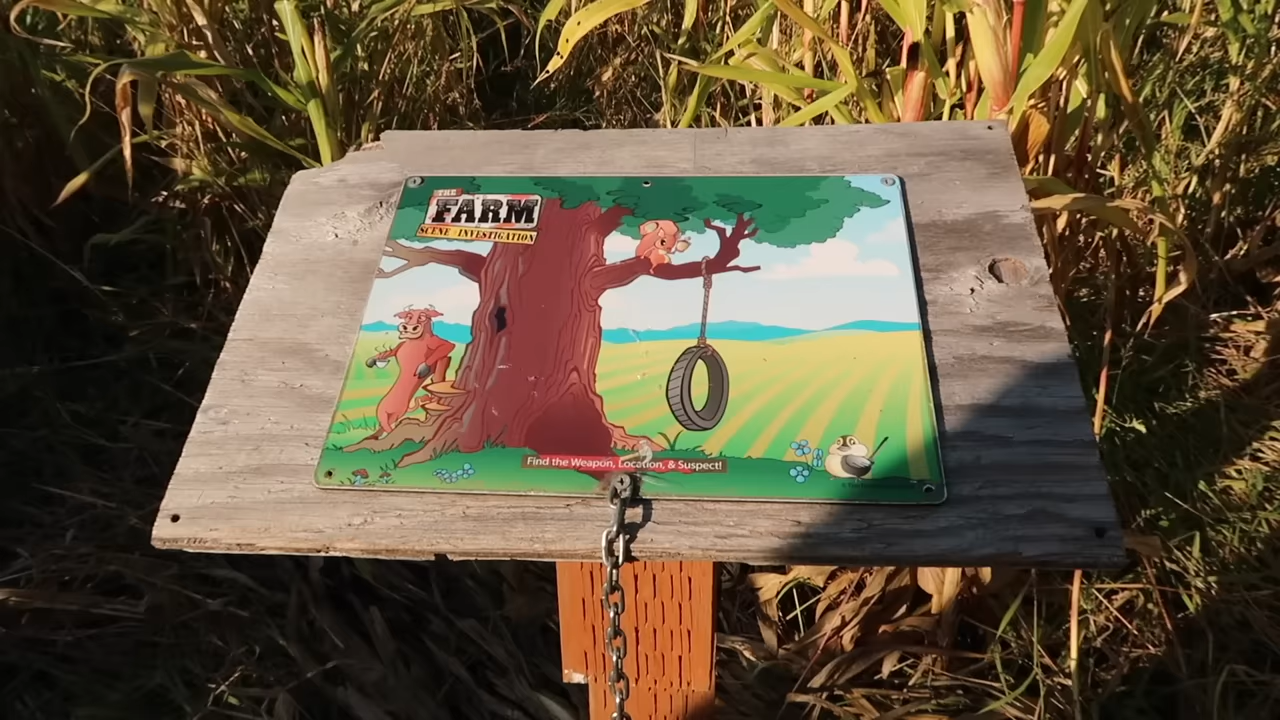 THE
FARM
SCENE INVESTIGATION
Find the Weapon, Location, & Suspect!